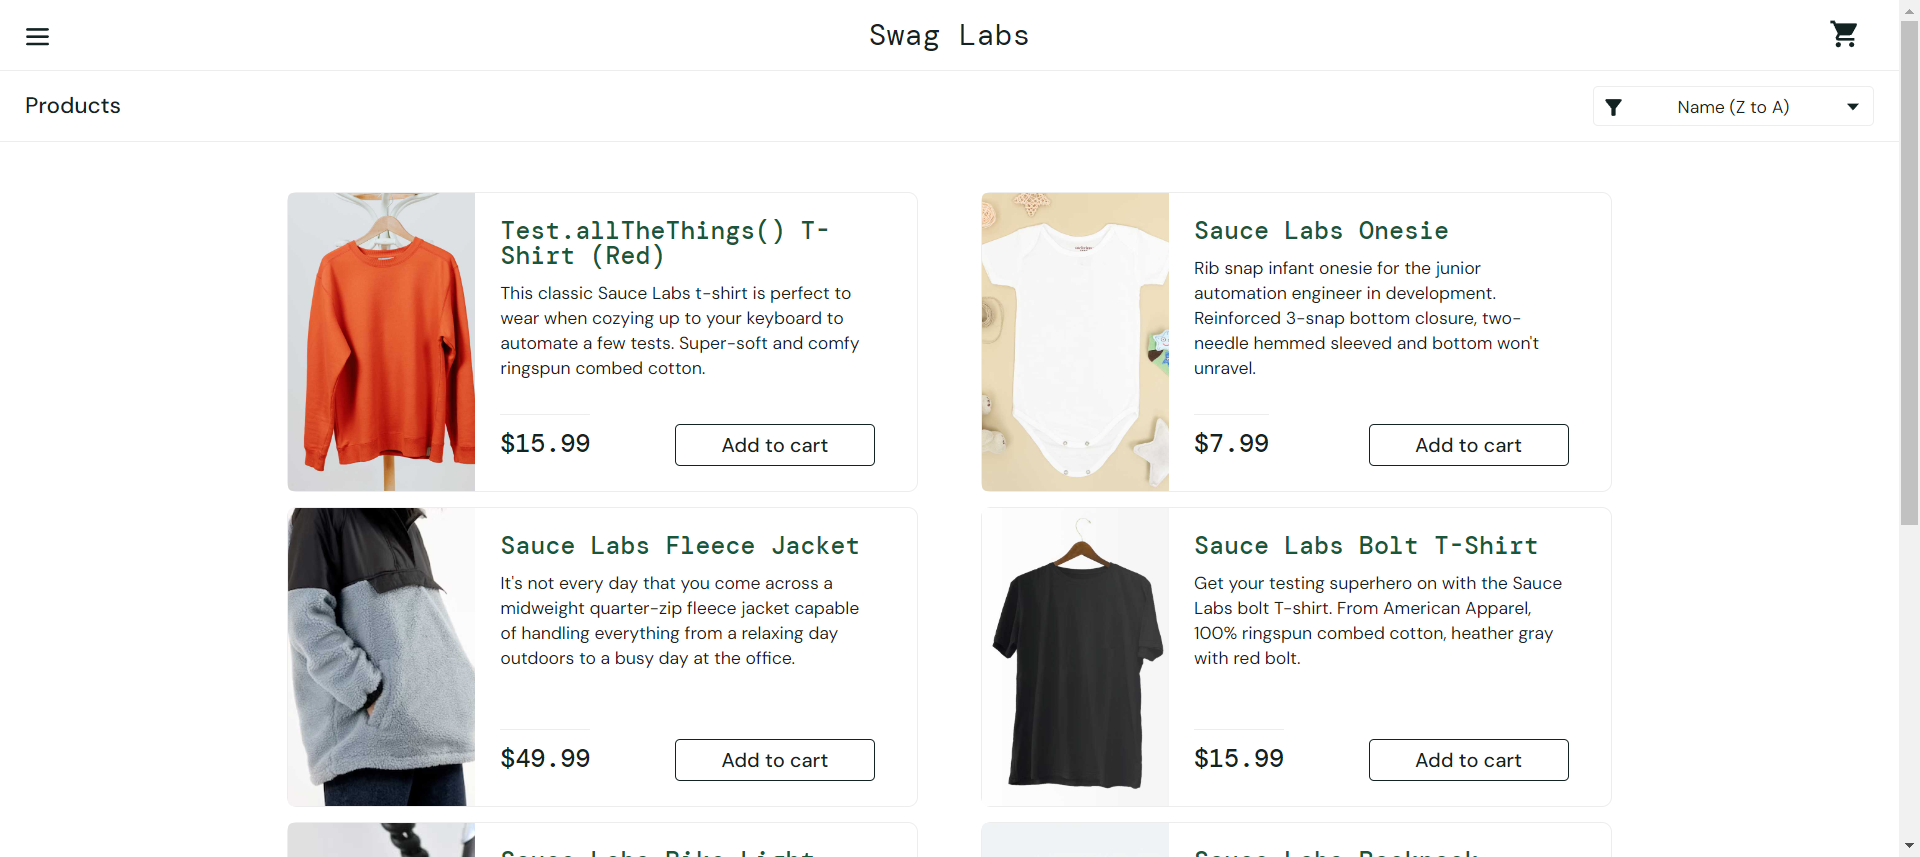 Swag Labs
Products
Name (Z to A)
Test.allTheThings() T-
Shirt (Red)
This classic Sauce Labs t-shirt is perfect to
wear when cozying up to your keyboard to
automate a few tests. Super-soft and comfy
ringspun combed cotton.
$15.99
Add to cart
Sauce Labs Onesie
Rib snap infant onesie for the junior
automation engineer in development.
Reinforced 3-snap bottom closure, two-
needle hemmed sleeved and bottom won't
unravel.
$7.99
Add to cart
Sauce Labs Fleece Jacket
It's not every day that you come across a
midweight quarter-zip fleece jacket capable
of handling everything from a relaxing day
outdoors to a busy day at the office.
$49.99
Add to cart
Sauce Labs Bolt T-Shirt
Get your testing superhero on with the Sauce
Labs bolt T-shirt. From American Apparel,
100% ringspun combed cotton, heather gray
with red bolt.
$15.99
Add to cart
Sauce Labs Bike Light
Sauce Labs Backpack